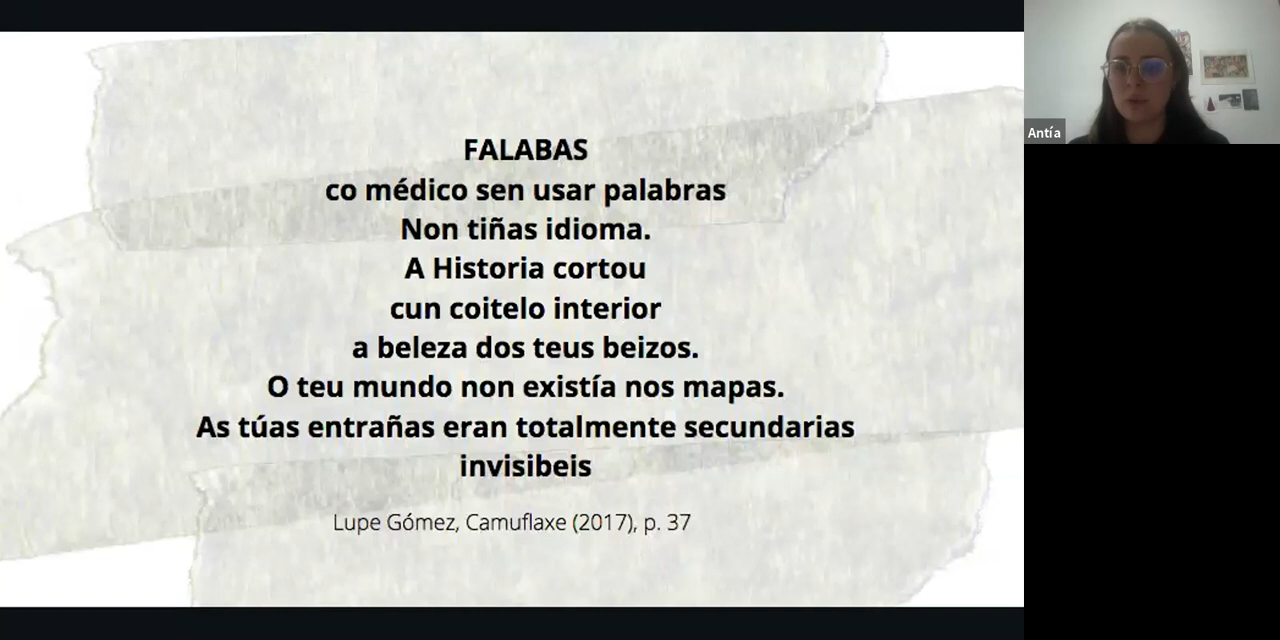 FALABAS
co médico sen usar palabras
Non tiñas idioma.
A Historia cortou
cun coitelo interior
a beleza dos teus beizos.
O teu mundo non existía nos mapas.
As túas entrañas eran totalmente secundarias
invisibeis
Lupe Gómez, Camuflaxe (2017), p. 37
Antía